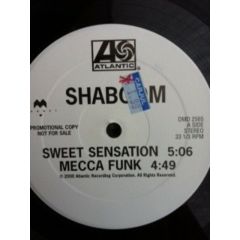 ATLANTIC
SHABOOM
PROMOTIONAL COPY
NOT FOR SALE
DMD 2565
A SIDE
STEREO
33 1/3 RPM
SWEET SENSATION 5:06
MECCA FUNK 4:49
2000 Atlantic Recording Corporation. All Rights Reserved.